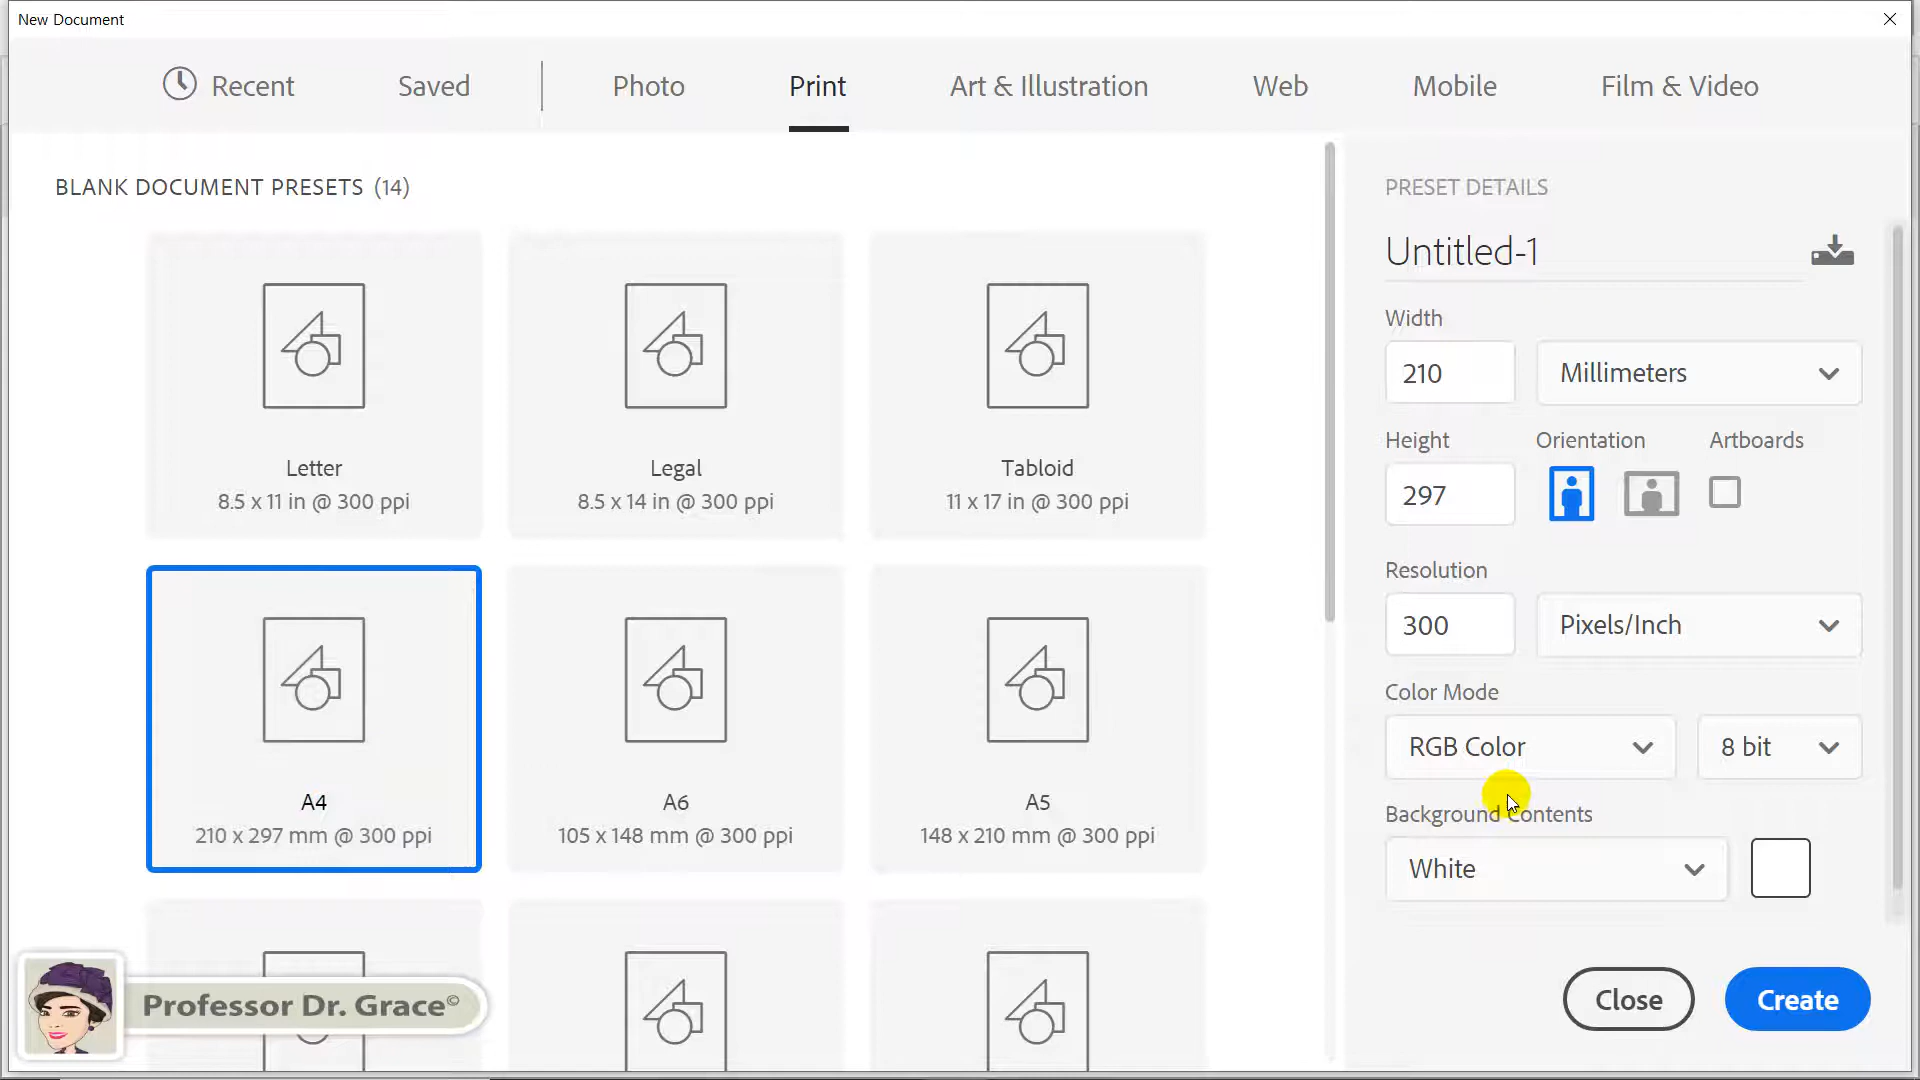 New Document
Recent
Saved
Photo
Print
Art & Illustration
Web
Mobile
Film & Video
BLANK DOCUMENT PRESETS (14)
Letter
8.5 x 11 in @ 300 ppi
Legal
8.5 x 14 in @ 300 ppi
Tabloid
11 x 17 in @ 300 ppi
A4
210 x 297 mm @ 300 ppi
A6
105 x 148 mm @ 300 ppi
A5
148 x 210 mm @ 300 ppi
Professor Dr. Grace©
PRESET DETAILS
Untitled-1
Width
210
Millimeters
Height
Orientation
Artboards
297
Resolution
300
Pixels/Inch
Color Mode
RGB Color
8 bit
Background Contents
White
Close
Create